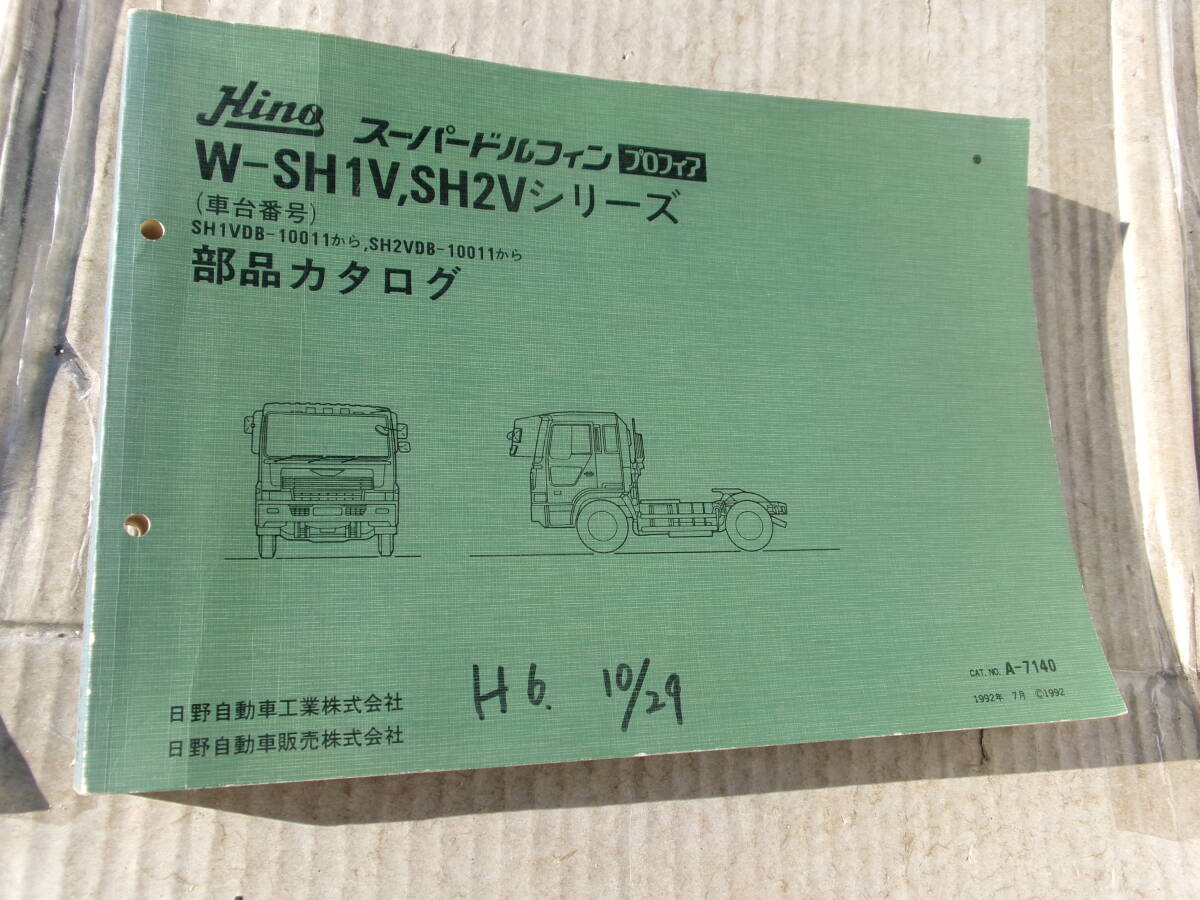 Hino スーパードルフィン プロフィア
W-SH1V,SH2Vシリーズ
(車台番号)
SH1VDB-10011から,SH2VDB-10011から
部品カタログ
日野自動車工業株式会社
日野自動車販売株式会社
H6. 10/29
CAT. NO. A-7140
1992年 7月 ©1992